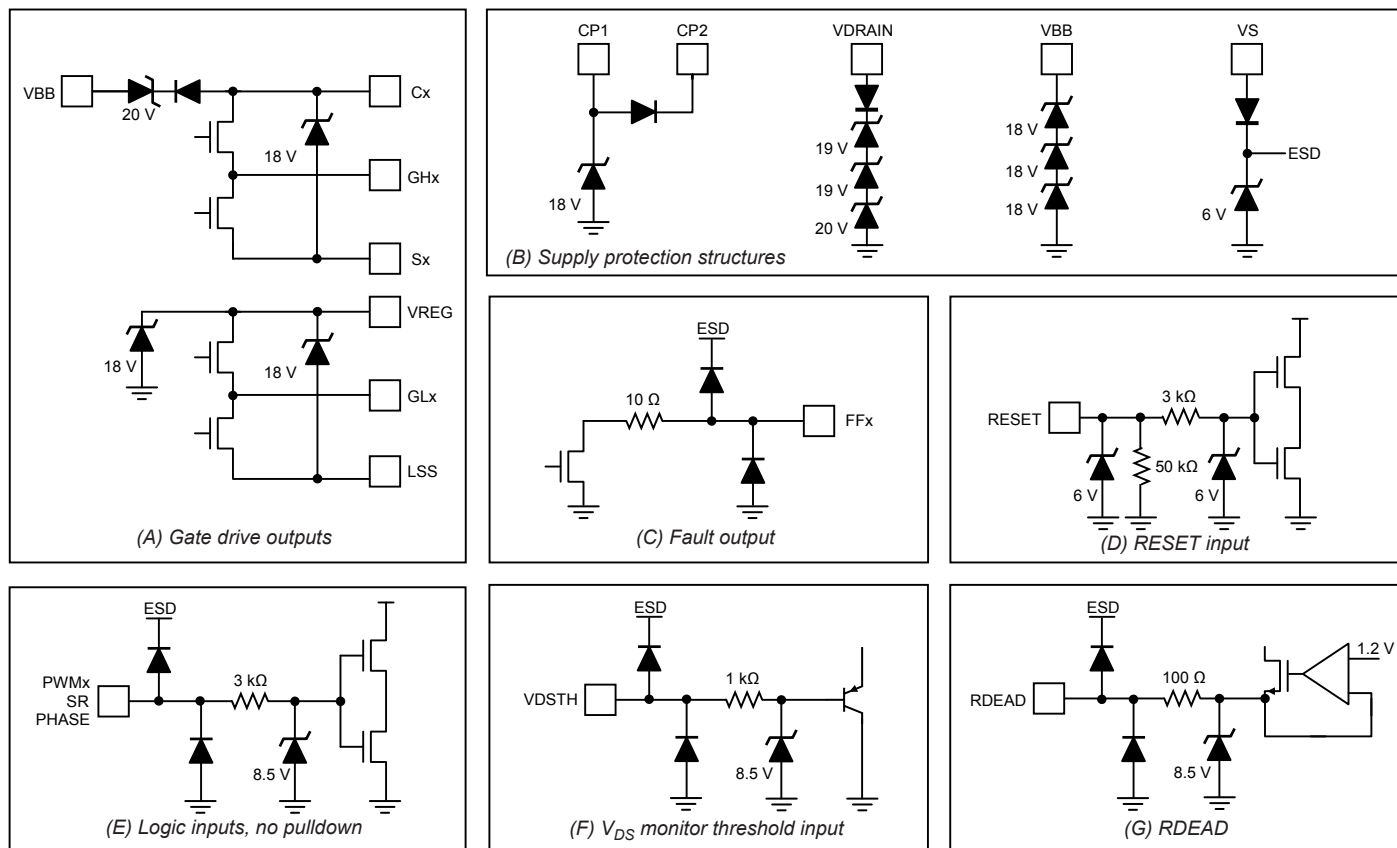 VBB
20 V
18 V
Cx
GHx
Sx
18 V
18 V
VREG
GLx
LSS
(A) Gate drive outputs
CP1
CP2
VDRAIN
VBB
VS
18 V
19 V
19 V
20 V
18 V
18 V
18 V
ESD
6 V
(B) Supply protection structures
ESD
10 Ω
FFx
(C) Fault output
RESET
3 kΩ
50 kΩ
6 V
6 V
(D) RESET input
ESD
PWMx
SR
PHASE
3 kΩ
8.5 V
(E) Logic inputs, no pulldown
ESD
VDSTH
1 kΩ
8.5 V
(F) VDS monitor threshold input
ESD
RDEAD
100 Ω
1.2 V
8.5 V
(G) RDEAD